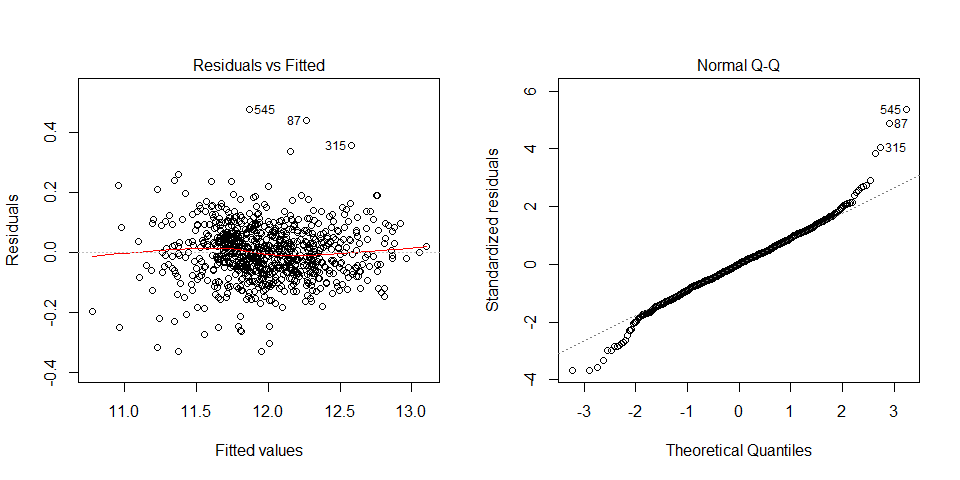 Residuals vs Fitted
545
87
315
0.4
0.2
0.0
-0.2
-0.4
Residuals
11.0 11.5 12.0 12.5 13.0
Fitted values
Normal Q-Q
545
87
315
6
4
2
0
-2
-4
Standardized residuals
-3 -2 -1 0 1 2 3
Theoretical Quantiles